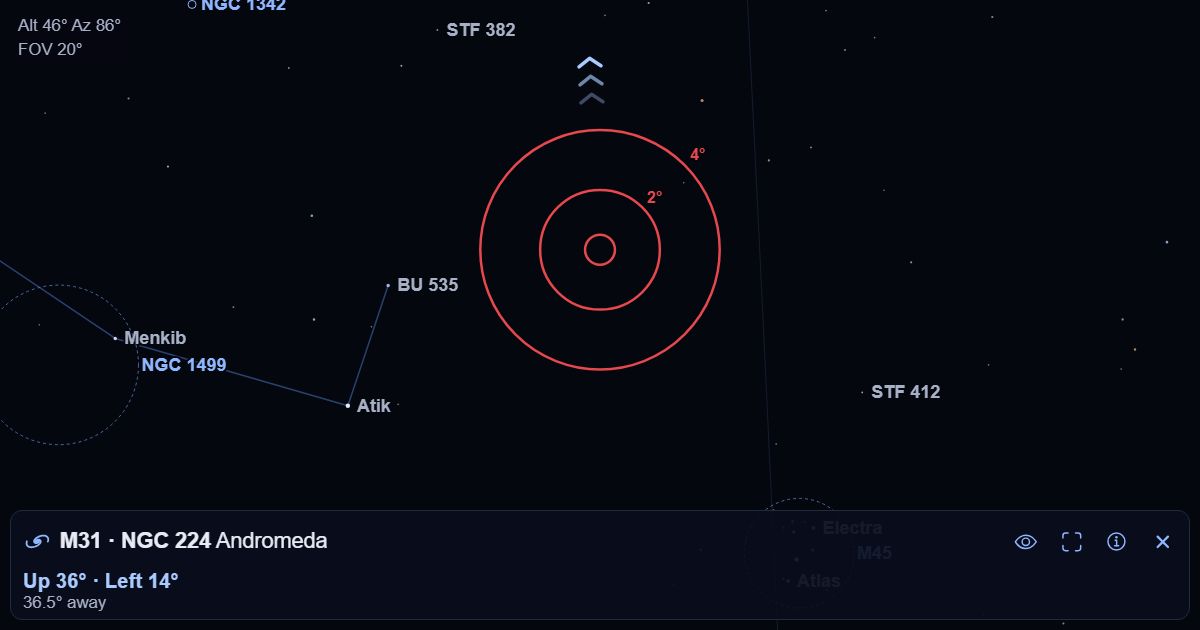 NGC 1342
Alt 46° Az 86°
FOV 20°
STF 382
4°
2°
BU 535
Menkib
NGC 1499
Atik
STF 412
Electra
M45
Atlas
M31 · NGC 224 Andromeda
Up 36° · Left 14°
36.5° away